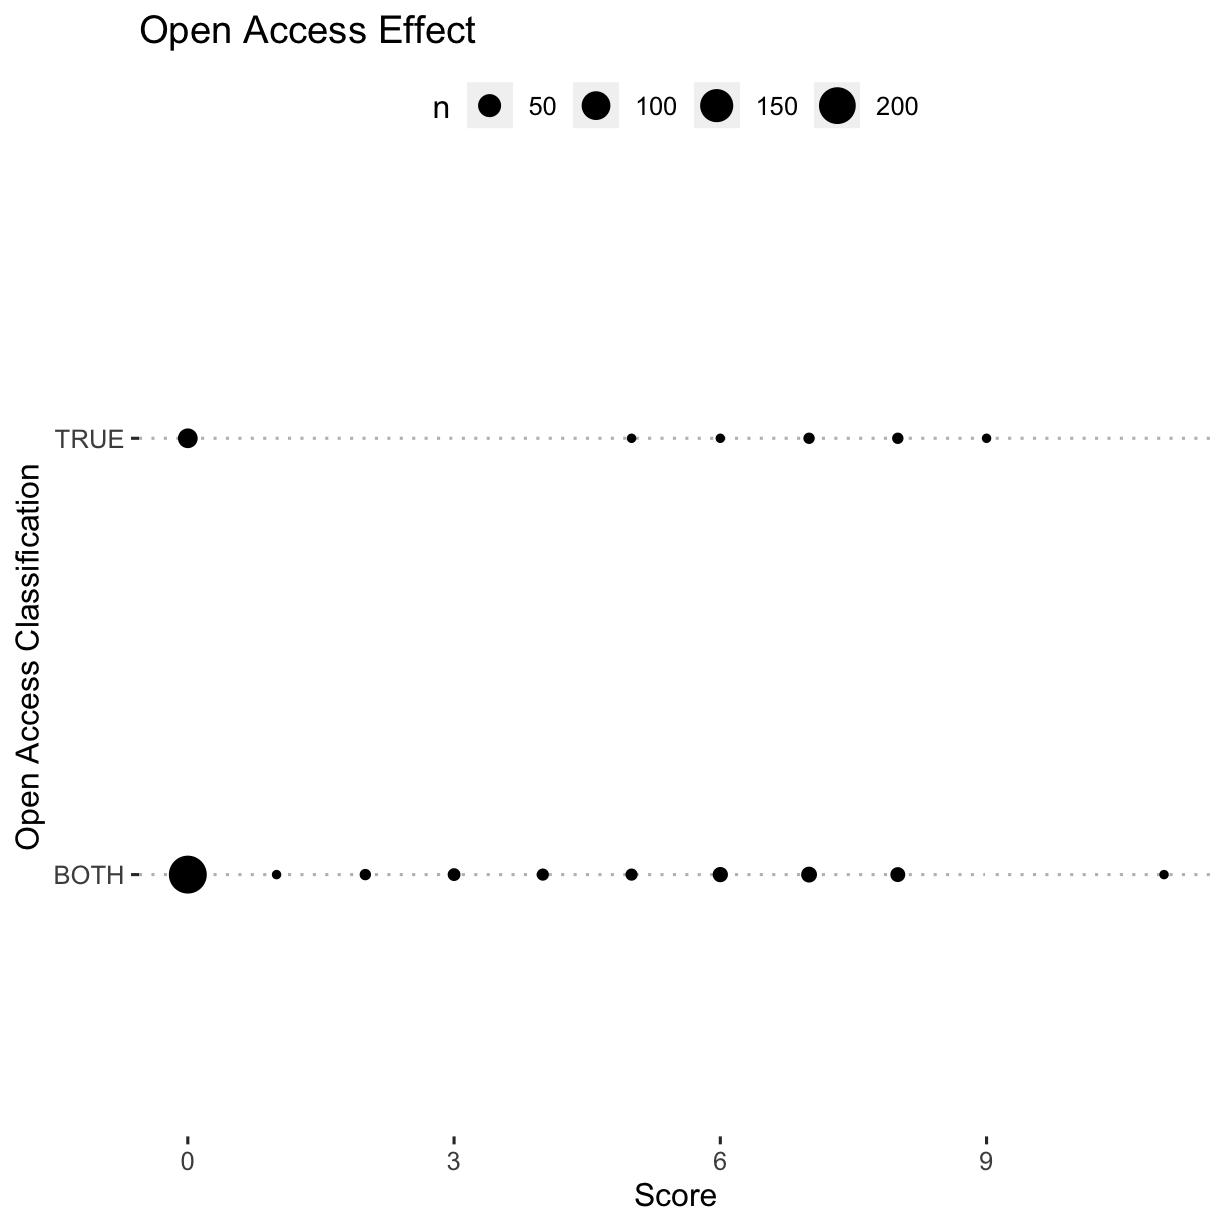 Open Access Effect
n 50 100 150 200
TRUE
Open Access Classification
BOTH
0 3 6 9
Score